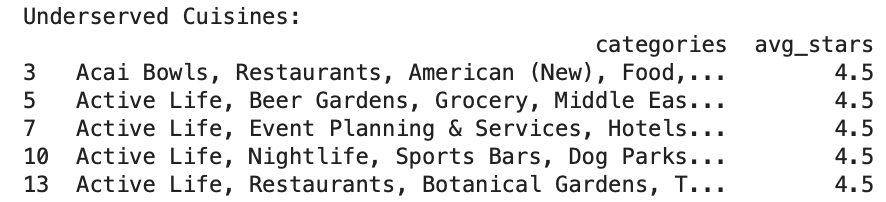 Underserved Cuisines:
categories avg_stars
3 Acai Bowls, Restaurants, American (New), Food,... 4.5
5 Active Life, Beer Gardens, Grocery, Middle Eas... 4.5
7 Active Life, Event Planning & Services, Hotels... 4.5
10 Active Life, Nightlife, Sports Bars, Dog Parks... 4.5
13 Active Life, Restaurants, Botanical Gardens, T... 4.5